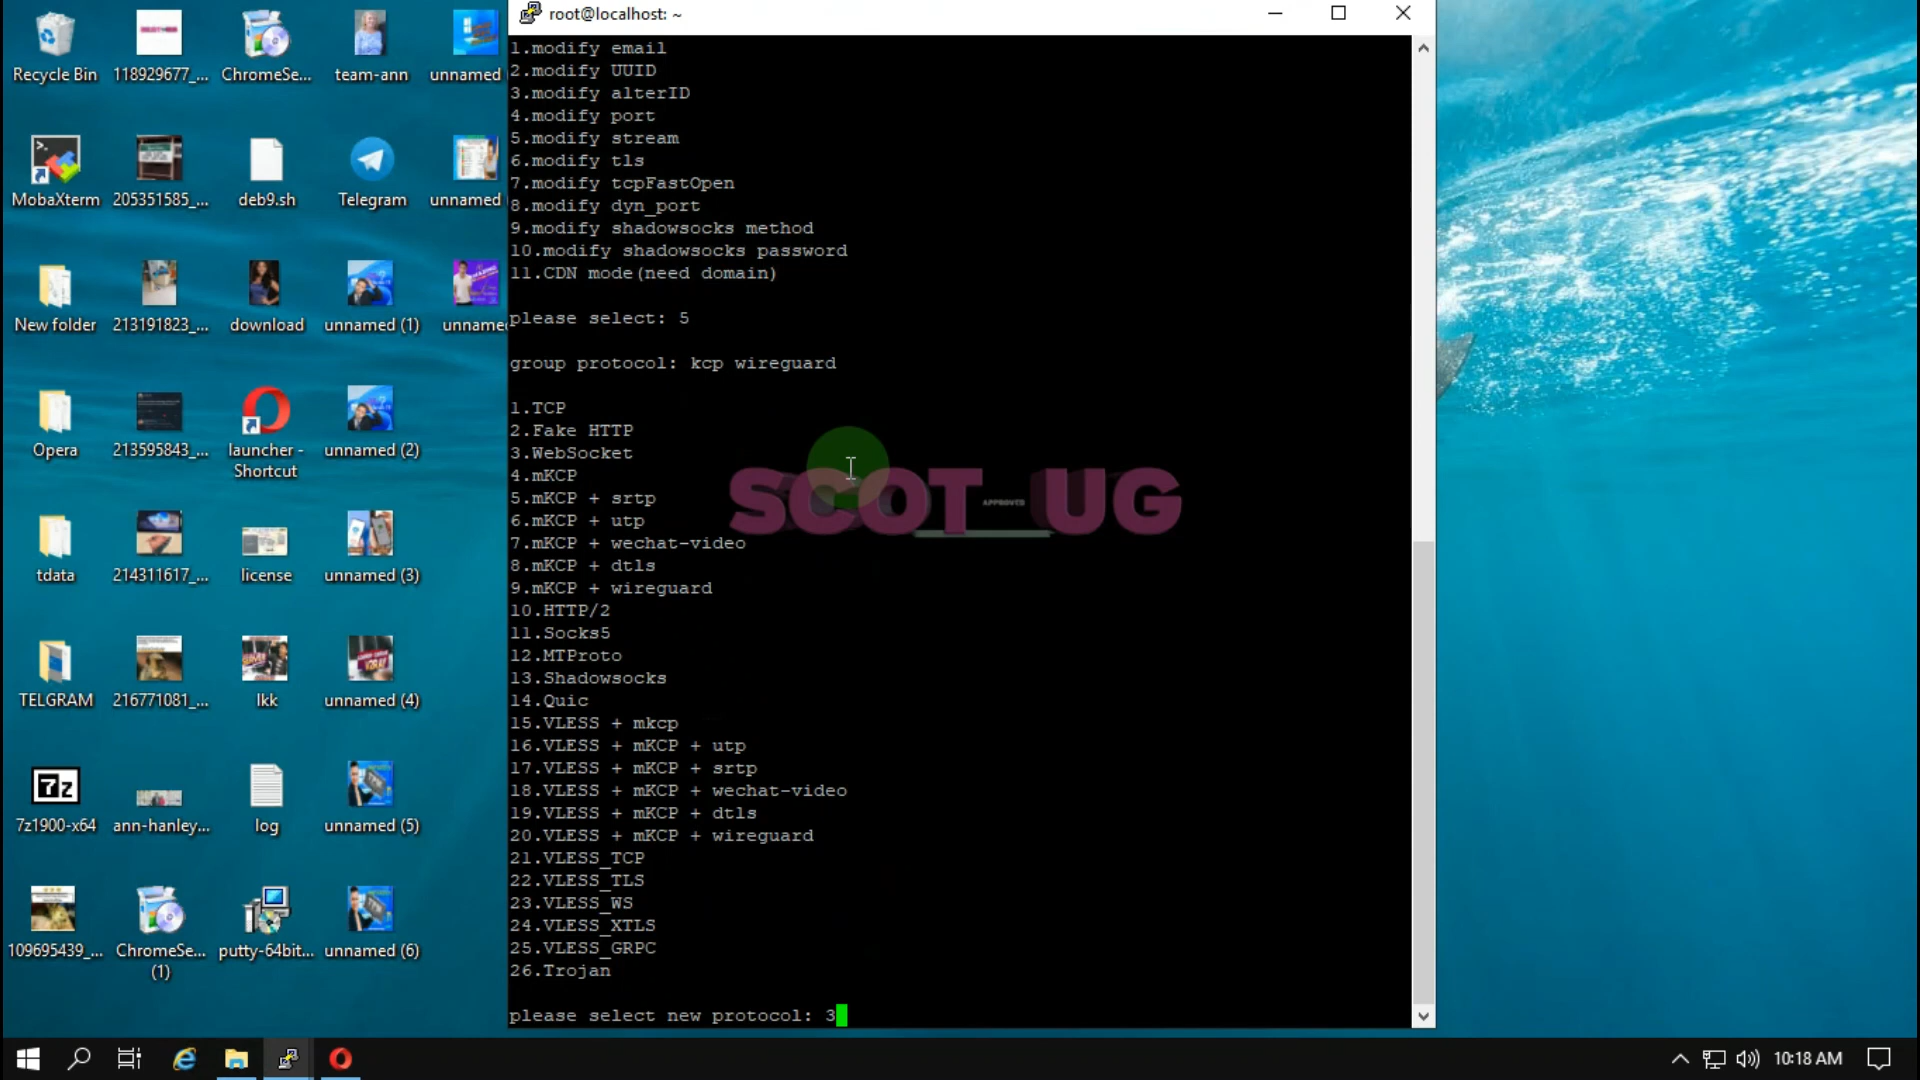 root@localhost: ~
1.modify email
2.modify UUID
3.modify alterID
4.modify port
5.modify stream
6.modify tls
7.modify tcpFastOpen
8.modify dyn_port
9.modify shadowsocks method
10.modify shadowsocks password
11.CDN mode(need domain)
please select: 5
group protocol: kcp wireguard
1.TCP
2.Fake HTTP
3.WebSocket
4.mKCP
5.mKCP + srtp
6.mKCP + utp
7.mKCP + wechat-video
8.mKCP + dtls
9.mKCP + wireguard
10.HTTP/2
11.Socks5
12.MTProto
13.Shadowsocks
14.Quic
15.VLESS + mkcp
16.VLESS + mKCP + utp
17.VLESS + mKCP + srtp
18.VLESS + mKCP + wechat-video
19.VLESS + mKCP + dtls
20.VLESS + mKCP + wireguard
21.VLESS_TCP
22.VLESS_TLS
23.VLESS_WS
24.VLESS_XTLS
25.VLESS_GRPC
26.Trojan
please select new protocol: 3
SCOT UG
APPROVED
Recycle Bin
118929677_...
ChromeSe...
team-ann
unnamed
MobaXterm
205351585_...
deb9.sh
Telegram
unnamed
New folder
213191823_...
download
unnamed (1)
unname
Opera
213595843_...
launcher -
Shortcut
unnamed (2)
tdata
214311617_...
license
unnamed (3)
TELGRAM
216771081_...
lkk
unnamed (4)
7z1900-x64
ann-hanley...
log
unnamed (5)
109695439_...
ChromeSe...
(1)
putty-64bit...
unnamed (6)
10:18 AM